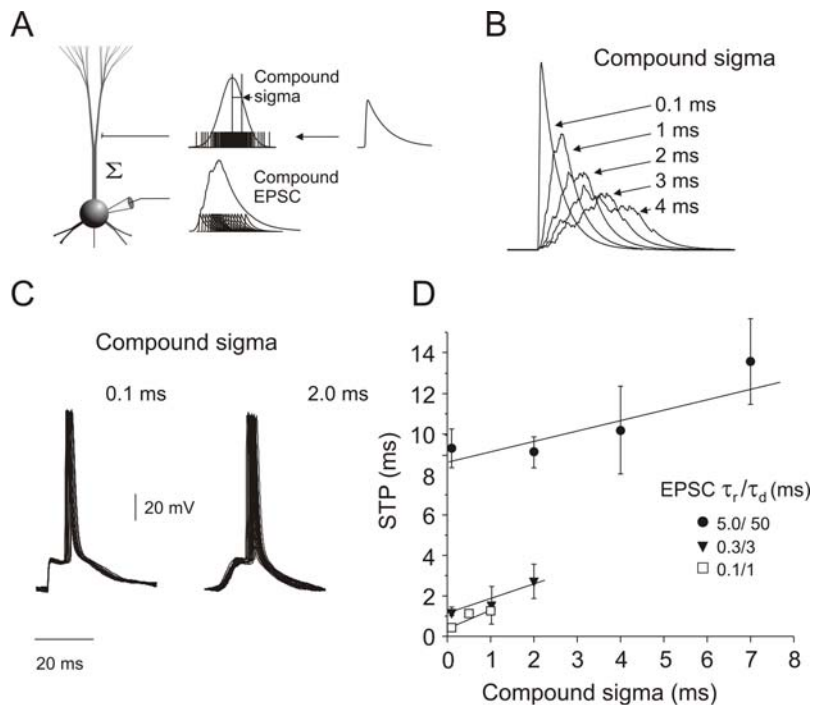 A
Compound
sigma
Σ
Compound
EPSC
B
Compound sigma
0.1 ms
1 ms
2 ms
3 ms
4 ms
C
Compound sigma
0.1 ms
2.0 ms
20 mV
20 ms
D
STP (ms)
14
12
10
8
6
4
2
0
EPSC τr/τd (ms)
5.0/ 50
0.3/3
0.1/1
0 1 2 3 4 5 6 7 8
Compound sigma (ms)